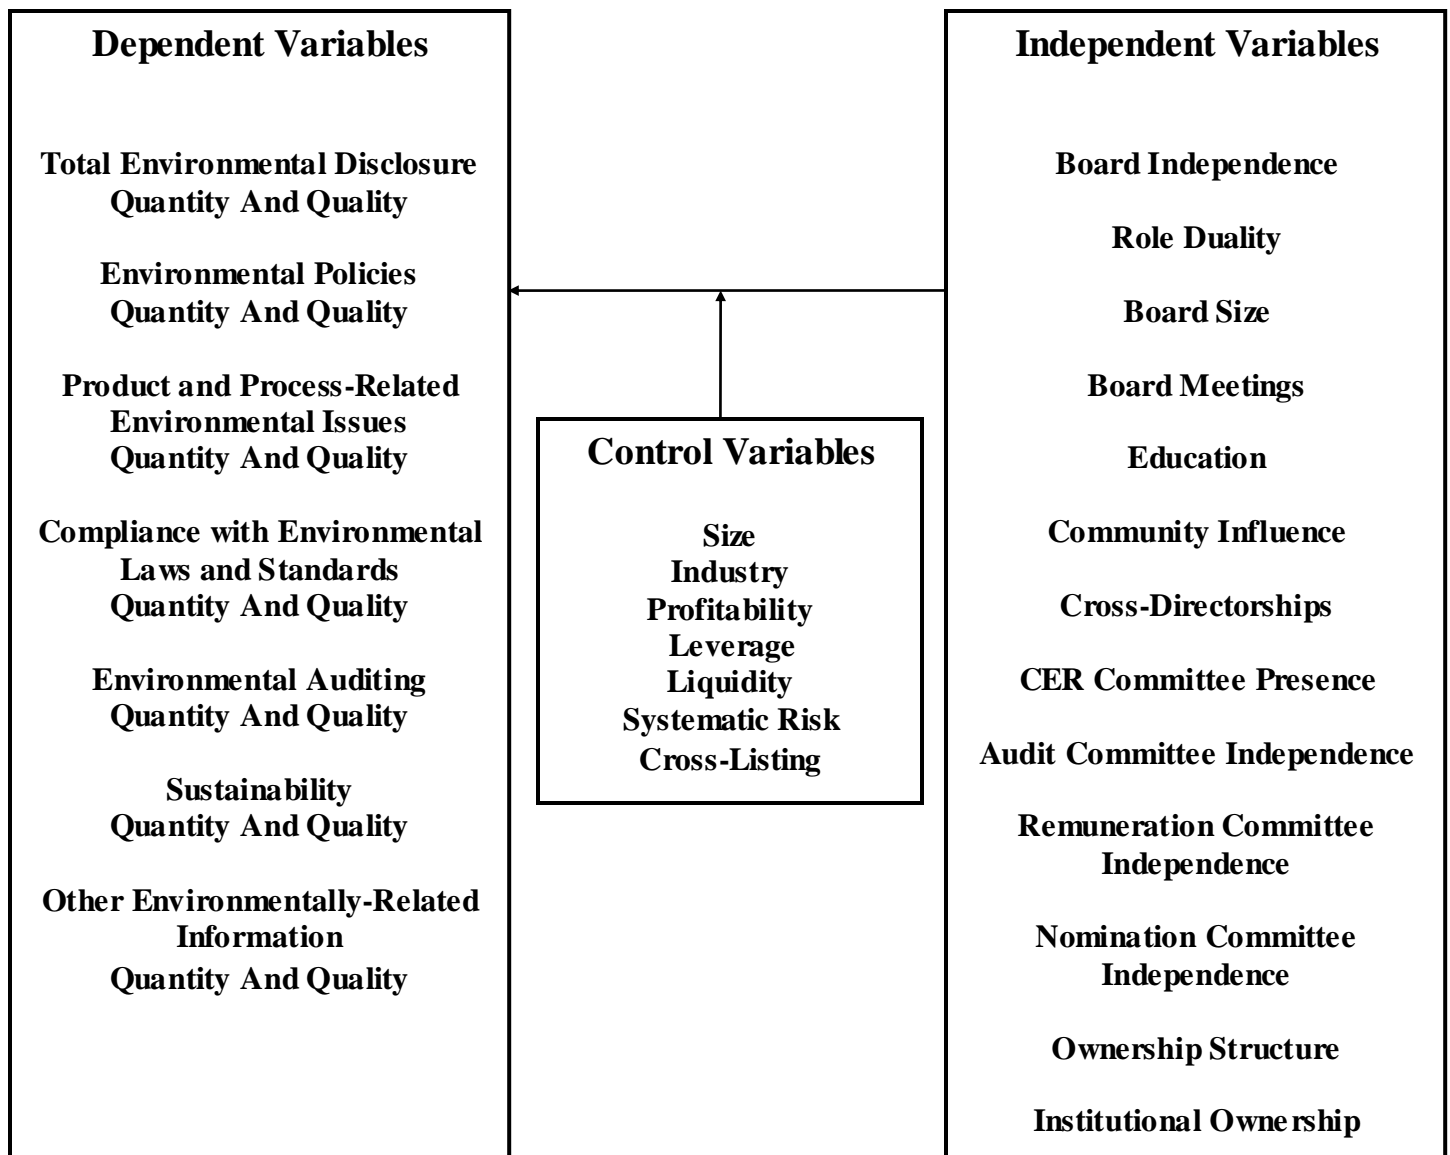 Dependent Variables
Total Environmental Disclosure
Quantity And Quality
Environmental Policies
Quantity And Quality
Product and Process-Related
Environmental Issues
Quantity And Quality
Compliance with Environmental
Laws and Standards
Quantity And Quality
Environmental Auditing
Quantity And Quality
Sustainability
Quantity And Quality
Other Environmentally-Related
Information
Quantity And Quality
Control Variables
Size
Industry
Profitability
Leverage
Liquidity
Systematic Risk
Cross-Listing
Independent Variables
Board Independence
Role Duality
Board Size
Board Meetings
Education
Community Influence
Cross-Directorships
CER Committee Presence
Audit Committee Independence
Remuneration Committee
Independence
Nomination Committee
Independence
Ownership Structure
Institutional Ownership